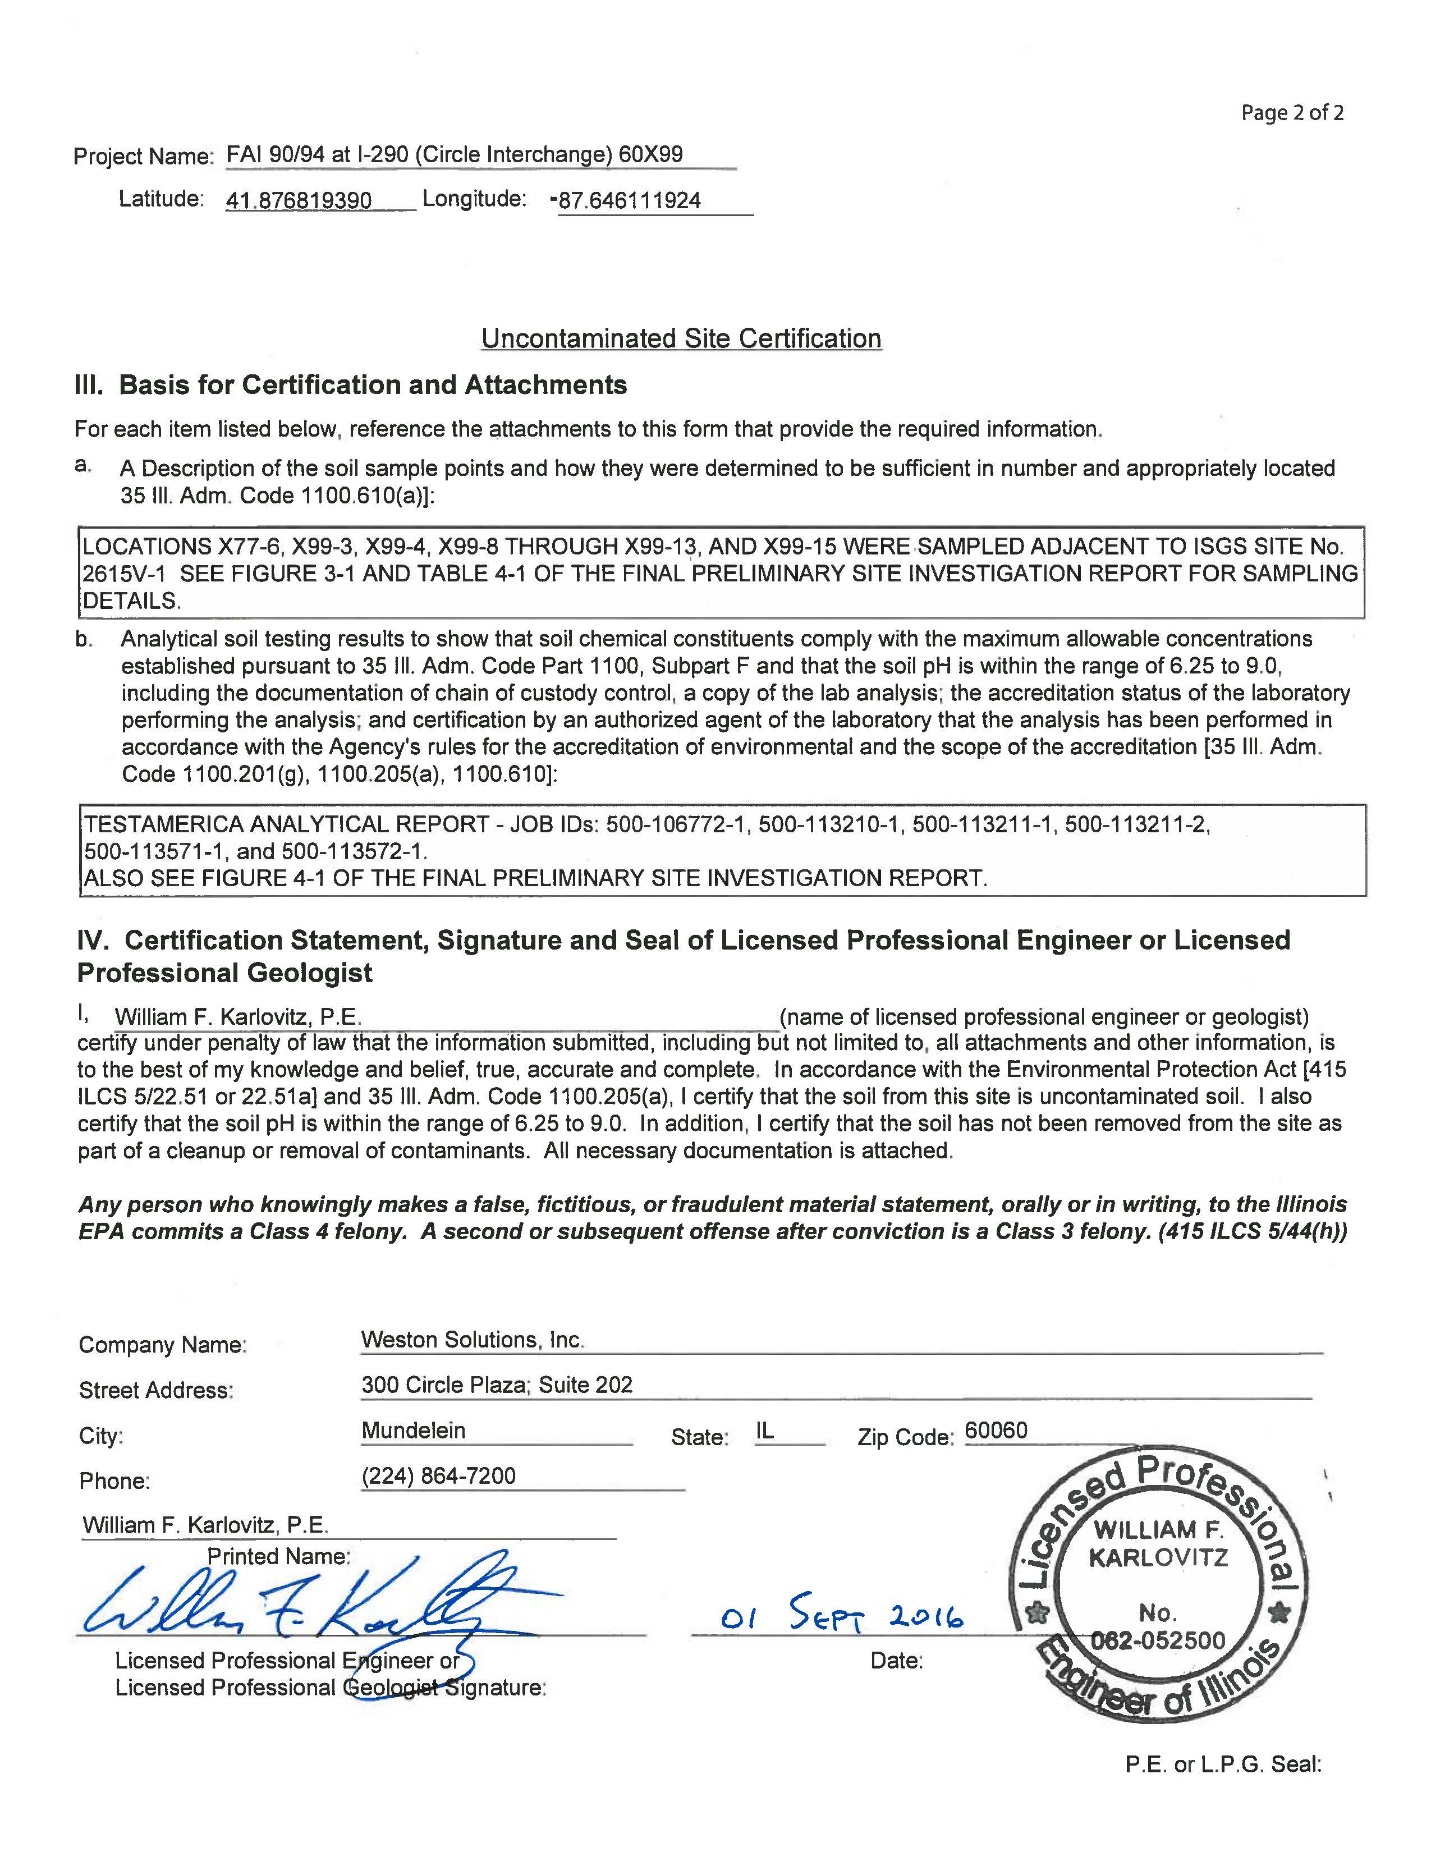 Page 2 of 2
Project Name: FAI 90/94 at I-290 (Circle Interchange) 60X99
Latitude: 41.876819390 Longitude: -87.646111924
Uncontaminated Site Certification
III. Basis for Certification and Attachments
For each item listed below, reference the attachments to this form that provide the required information.
a. A Description of the soil sample points and how they were determined to be sufficient in number and appropriately located
35 Ill. Adm. Code 1100.610(a)]:
LOCATIONS X77-6, X99-3, X99-4, X99-8 THROUGH X99-13, AND X99-15 WERE SAMPLED ADJACENT TO ISGS SITE No.
2615V-1 SEE FIGURE 3-1 AND TABLE 4-1 OF THE FINAL PRELIMINARY SITE INVESTIGATION REPORT FOR SAMPLING
DETAILS.
b. Analytical soil testing results to show that soil chemical constituents comply with the maximum allowable concentrations
established pursuant to 35 Ill. Adm. Code Part 1100, Subpart F and that the soil pH is within the range of 6.25 to 9.0,
including the documentation of chain of custody control, a copy of the lab analysis; the accreditation status of the laboratory
performing the analysis; and certification by an authorized agent of the laboratory that the analysis has been performed in
accordance with the Agency's rules for the accreditation of environmental and the scope of the accreditation [35 Ill. Adm.
Code 1100.201(g), 1100.205(a), 1100.610]:
TESTAMERICA ANALYTICAL REPORT - JOB IDs: 500-106772-1, 500-113210-1, 500-113211-1, 500-113211-2,
500-113571-1, and 500-113572-1.
ALSO SEE FIGURE 4-1 OF THE FINAL PRELIMINARY SITE INVESTIGATION REPORT.
IV. Certification Statement, Signature and Seal of Licensed Professional Engineer or Licensed
Professional Geologist
I, William F. Karlovitz, P.E. (name of licensed professional engineer or geologist)
certify under penalty of law that the information submitted, including but not limited to, all attachments and other information, is
to the best of my knowledge and belief, true, accurate and complete. In accordance with the Environmental Protection Act [415
ILCS 5/22.51 or 22.51a] and 35 Ill. Adm. Code 1100.205(a), I certify that the soil from this site is uncontaminated soil. I also
certify that the soil pH is within the range of 6.25 to 9.0. In addition, I certify that the soil has not been removed from the site as
part of a cleanup or removal of contaminants. All necessary documentation is attached.
Any person who knowingly makes a false, fictitious, or fraudulent material statement, orally or in writing, to the Illinois
EPA commits a Class 4 felony. A second or subsequent offense after conviction is a Class 3 felony. (415 ILCS 5/44(h))
Company Name: Weston Solutions, Inc.
Street Address: 300 Circle Plaza; Suite 202
City: Mundelein State: IL Zip Code: 60060
Phone: (224) 864-7200
William F. Karlovitz, P.E.
Printed Name:
01 SEPT 2016
Licensed Professional Engineer or
Licensed Professional Geologist Signature:
Date:
Licensed Professional
WILLIAM F.
KARLOVITZ
No.
062-052500
Engineer of Illinois
P.E. or L.P.G. Seal: